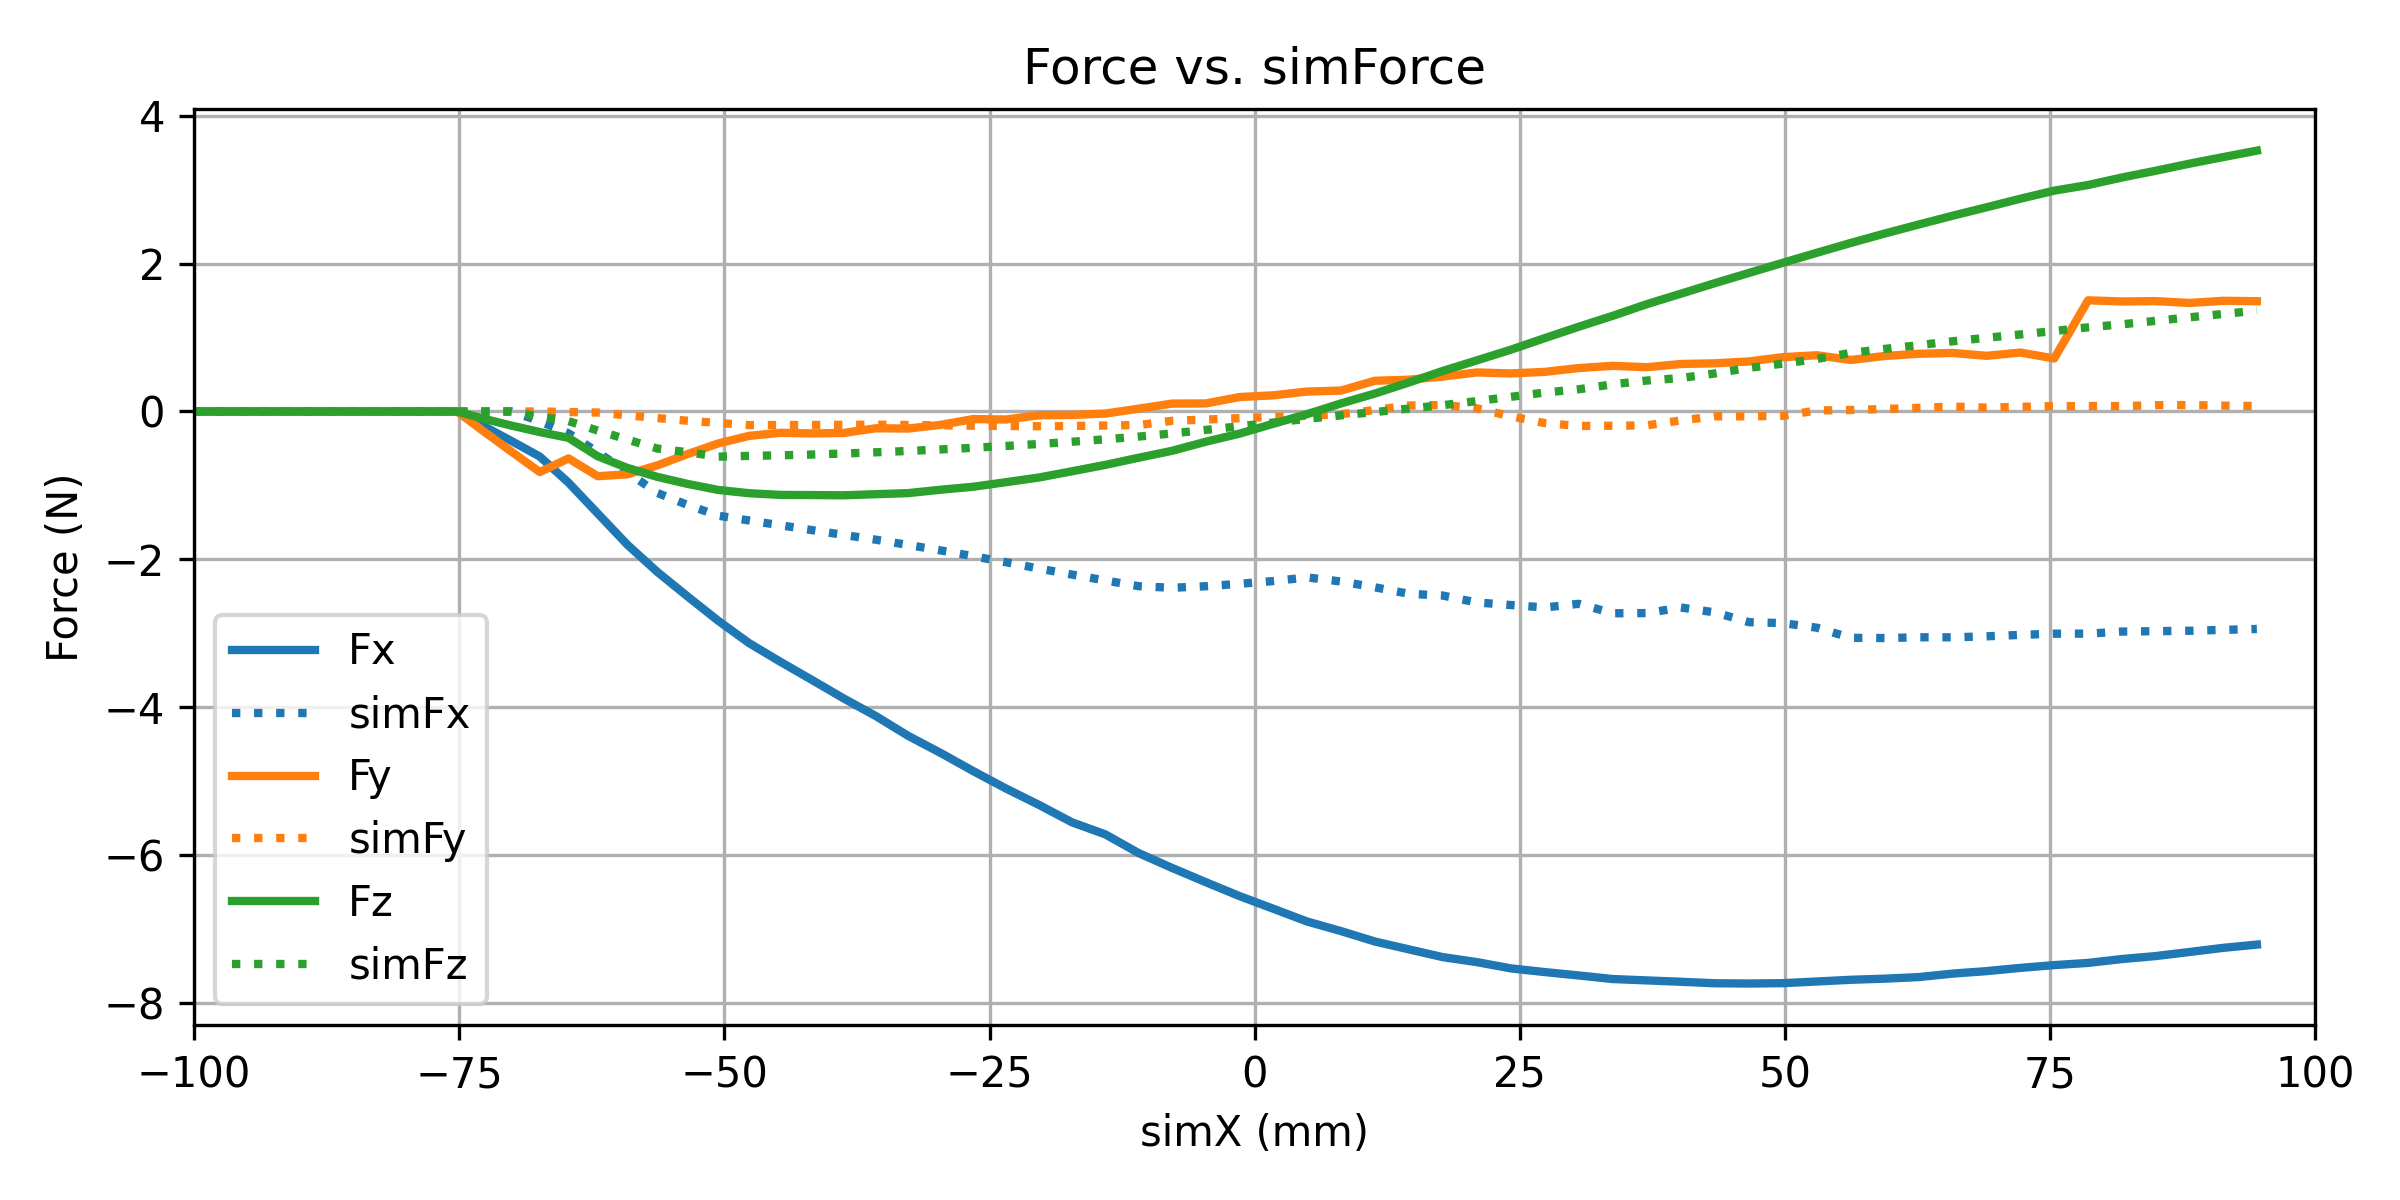 Force vs. simForce
4
2
0
−2
−4
−6
−8
Force (N)
Fx
simFx
Fy
simFy
Fz
simFz
−100 −75 −50 −25 0 25 50 75 100
simX (mm)